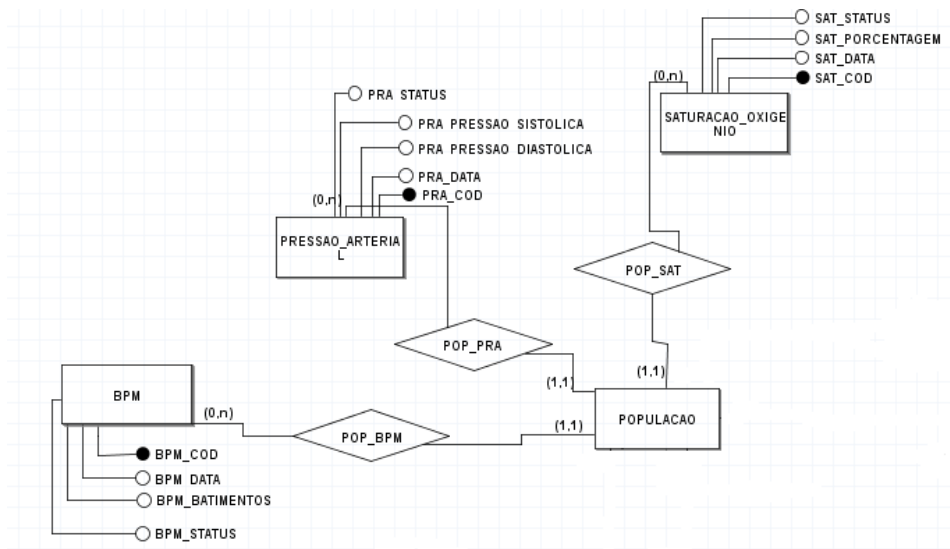 SAT_STATUS
SAT_PORCENTAGEM
SAT_DATA
SAT_COD
(0,n)
SATURACAO_OXIGE
NIO
PRA STATUS
PRA PRESSAO SISTOLICA
PRA PRESSAO DIASTOLICA
PRA_DATA
PRA_COD
(0,n)
PRESSAO_ARTERIA
L
POP_SAT
POP_PRA
(1,1)
(1,1)
BPM
(0,n)
POP_BPM
(1,1)
POPULACAO
BPM_COD
BPM DATA
BPM_BATIMENTOS
BPM_STATUS